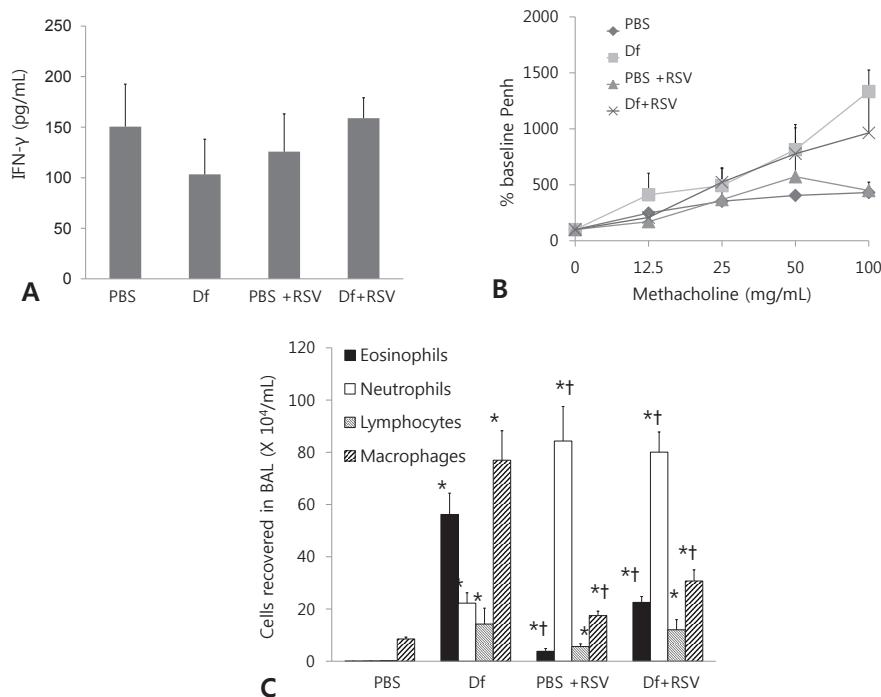 250
200
150
100
50
0
IFN-γ (pg/mL)
PBS
Df
PBS +RSV
Df+RSV
A
2000
1500
1000
500
0
% baseline Penh
PBS
Df
PBS +RSV
Df+RSV
0
12.5
25
50
100
Methacholine (mg/mL)
B
120
100
80
60
40
20
0
Cells recovered in BAL (X 10⁴/mL)
Eosinophils
Neutrophils
Lymphocytes
Macrophages
*
*
*
*
*†
*†
*
*†
*†
*†
*
*†
PBS
Df
PBS +RSV
Df+RSV
C